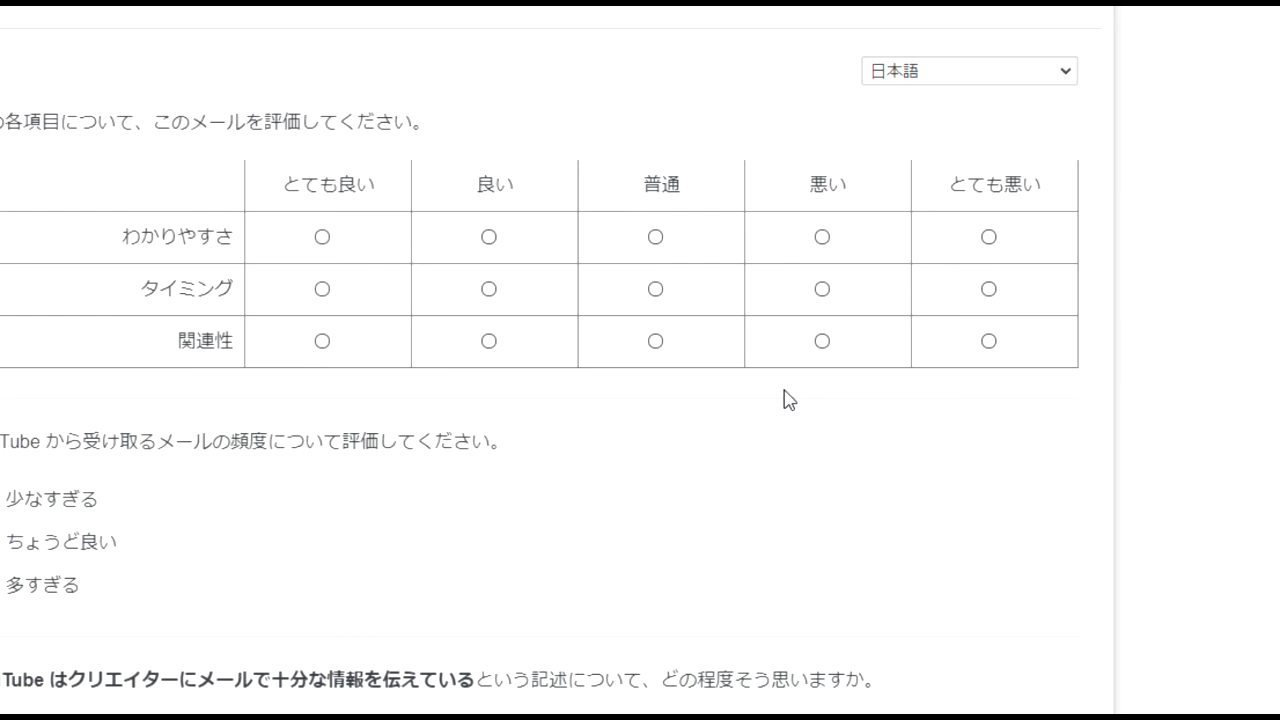 日本語
の各項目について、このメールを評価してください。
とても良い 良い 普通 悪い とても悪い
わかりやすさ
タイミング
関連性
Tube から受け取るメールの頻度について評価してください。
少なすぎる
ちょうど良い
多すぎる
Tube はクリエイターにメールで十分な情報を伝えているという記述について、どの程度そう思いますか。